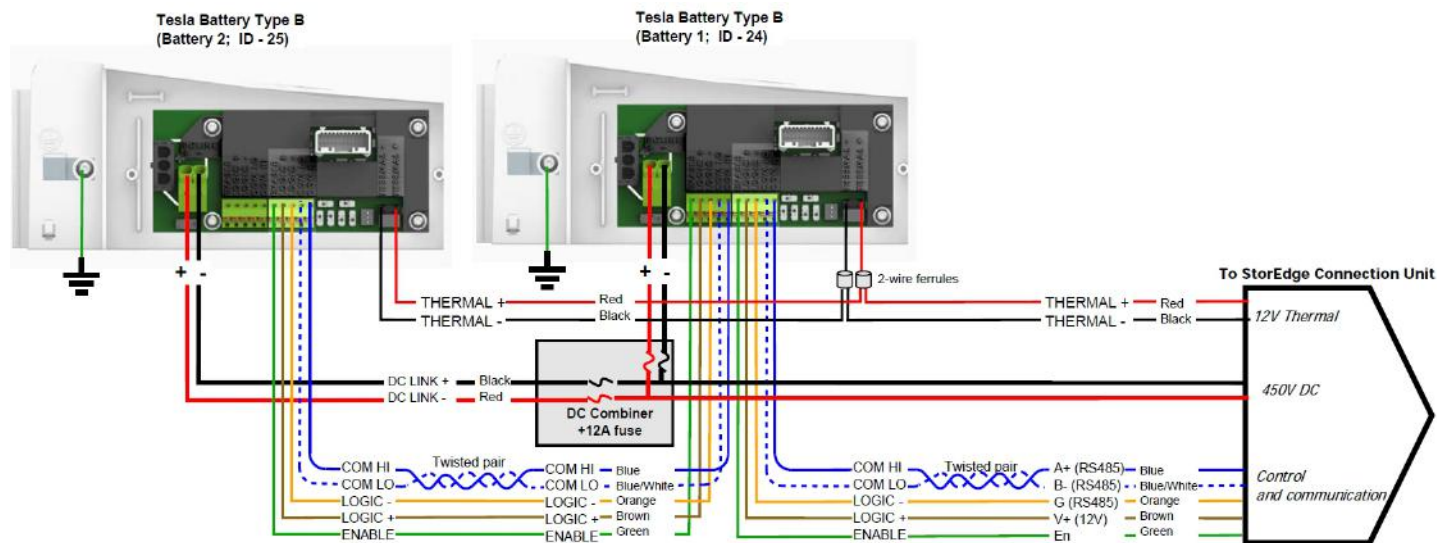 Tesla Battery Type B
(Battery 2; ID - 25)
Tesla Battery Type B
(Battery 1; ID - 24)
+ -
+ -
2-wire ferrules
To StorEdge Connection Unit
THERMAL + Red THERMAL + Red
THERMAL - Black THERMAL - Black
12V Thermal
DC LINK + Black
DC LINK - Red
450V DC
DC Combiner
+12A fuse
COM HI Twisted pair COM HI Blue
COM LO COM LO Blue/White
LOGIC - LOGIC - Orange
LOGIC + LOGIC + Brown
ENABLE ENABLE Green
COM HI Twisted pair A+ (RS485) Blue
COM LO B- (RS485) Blue/White
LOGIC - G (RS485) Orange
LOGIC + V+ (12V) Brown
ENABLE En Green
Control
and communication